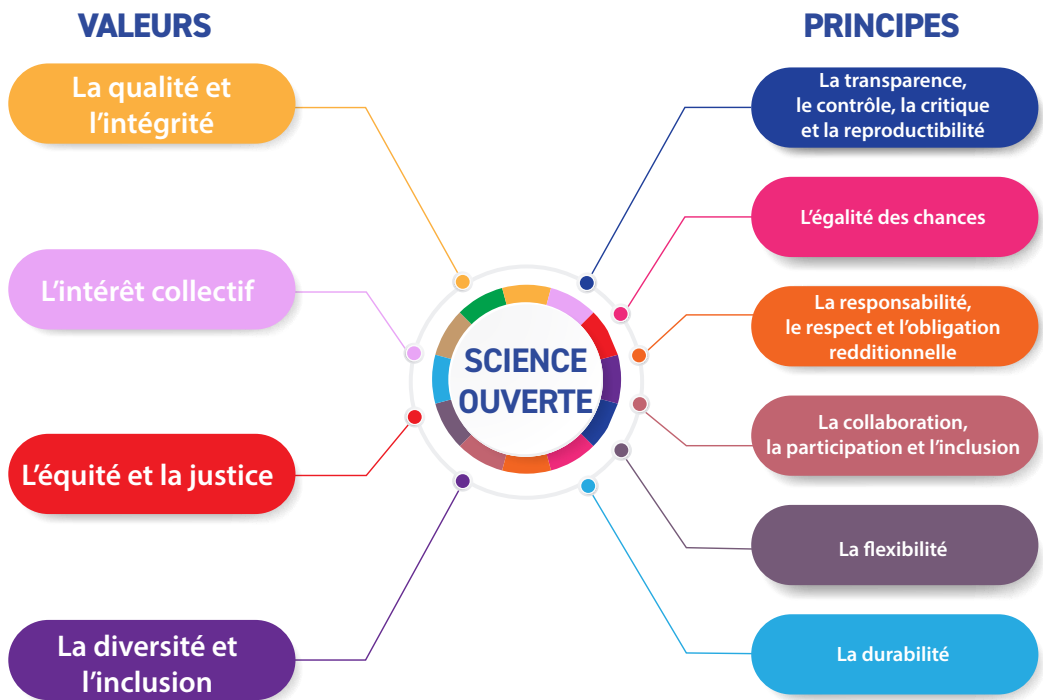 VALEURS
La qualité et
l'intégrité
L'intérêt collectif
L'équité et la justice
La diversité et
l'inclusion
SCIENCE
OUVERTE
PRINCIPES
La transparence,
le contrôle, la critique
et la reproductibilité
L'égalité des chances
La responsabilité,
le respect et l'obligation
redditionnelle
La collaboration,
la participation et l'inclusion
La flexibilité
La durabilité